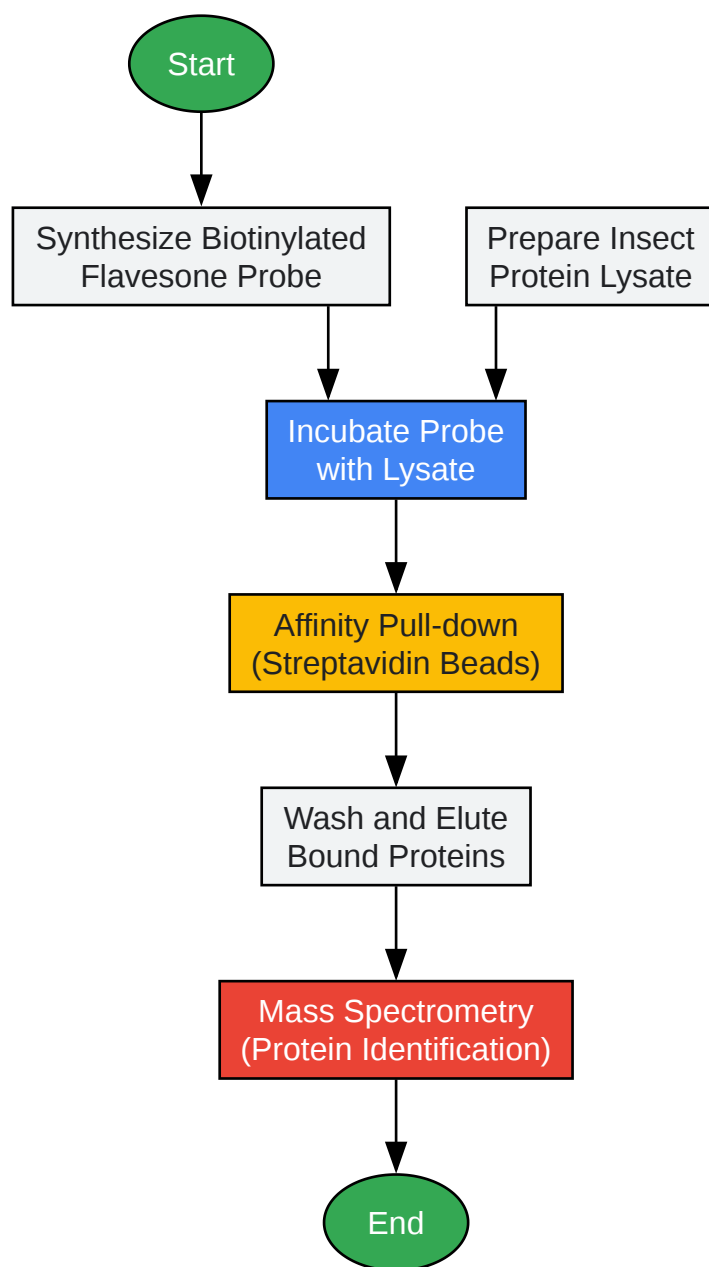 Start
Synthesize Biotinylated
Flavesone Probe
Prepare Insect
Protein Lysate
Incubate Probe
with Lysate
Affinity Pull-down
(Streptavidin Beads)
Wash and Elute
Bound Proteins
Mass Spectrometry
(Protein Identification)
End